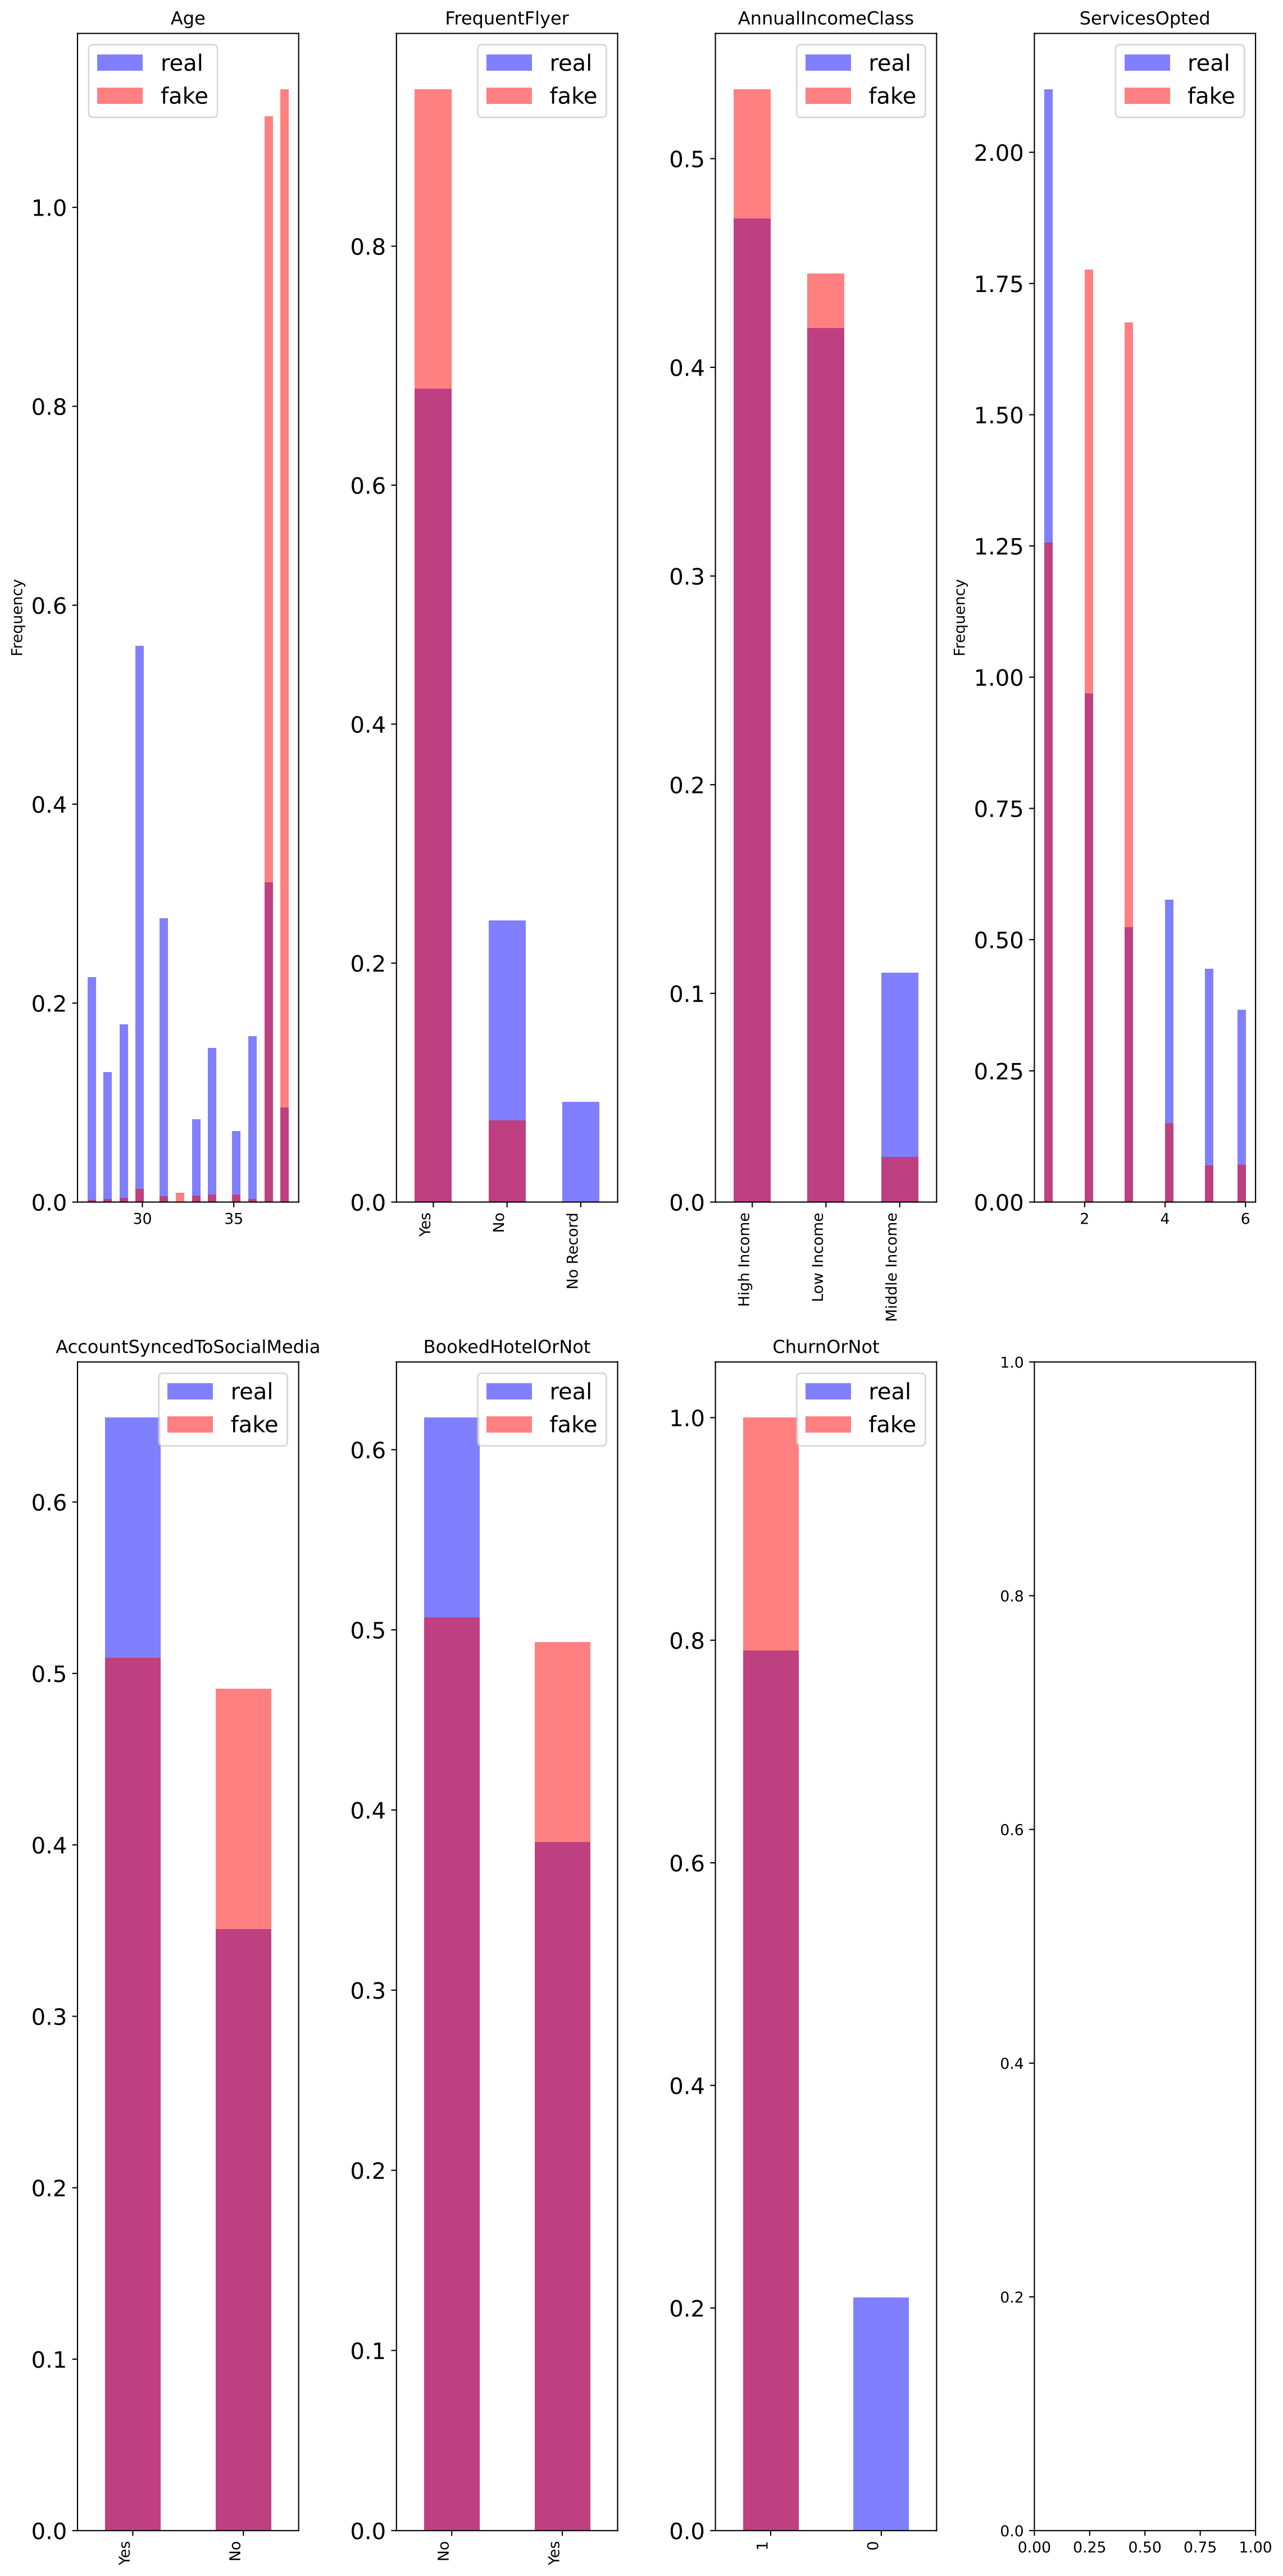 Age
real
fake
Frequency
1.0
0.8
0.6
0.4
0.2
0.0
30
35
FrequentFlyer
real
fake
0.8
0.6
0.4
0.2
0.0
Yes
No
No Record
AnnualIncomeClass
real
fake
0.5
0.4
0.3
0.2
0.1
0.0
High Income
Low Income
Middle Income
ServicesOpted
real
fake
Frequency
2.00
1.75
1.50
1.25
1.00
0.75
0.50
0.25
0.00
2
4
6
AccountSyncedToSocialMedia
real
fake
0.6
0.5
0.4
0.3
0.2
0.1
0.0
Yes
No
BookedHotelOrNot
real
fake
0.6
0.5
0.4
0.3
0.2
0.1
0.0
No
Yes
ChurnOrNot
real
fake
1.0
0.8
0.6
0.4
0.2
0.0
1
0
1.0
0.8
0.6
0.4
0.2
0.0
0.00
0.25
0.50
0.75
1.00